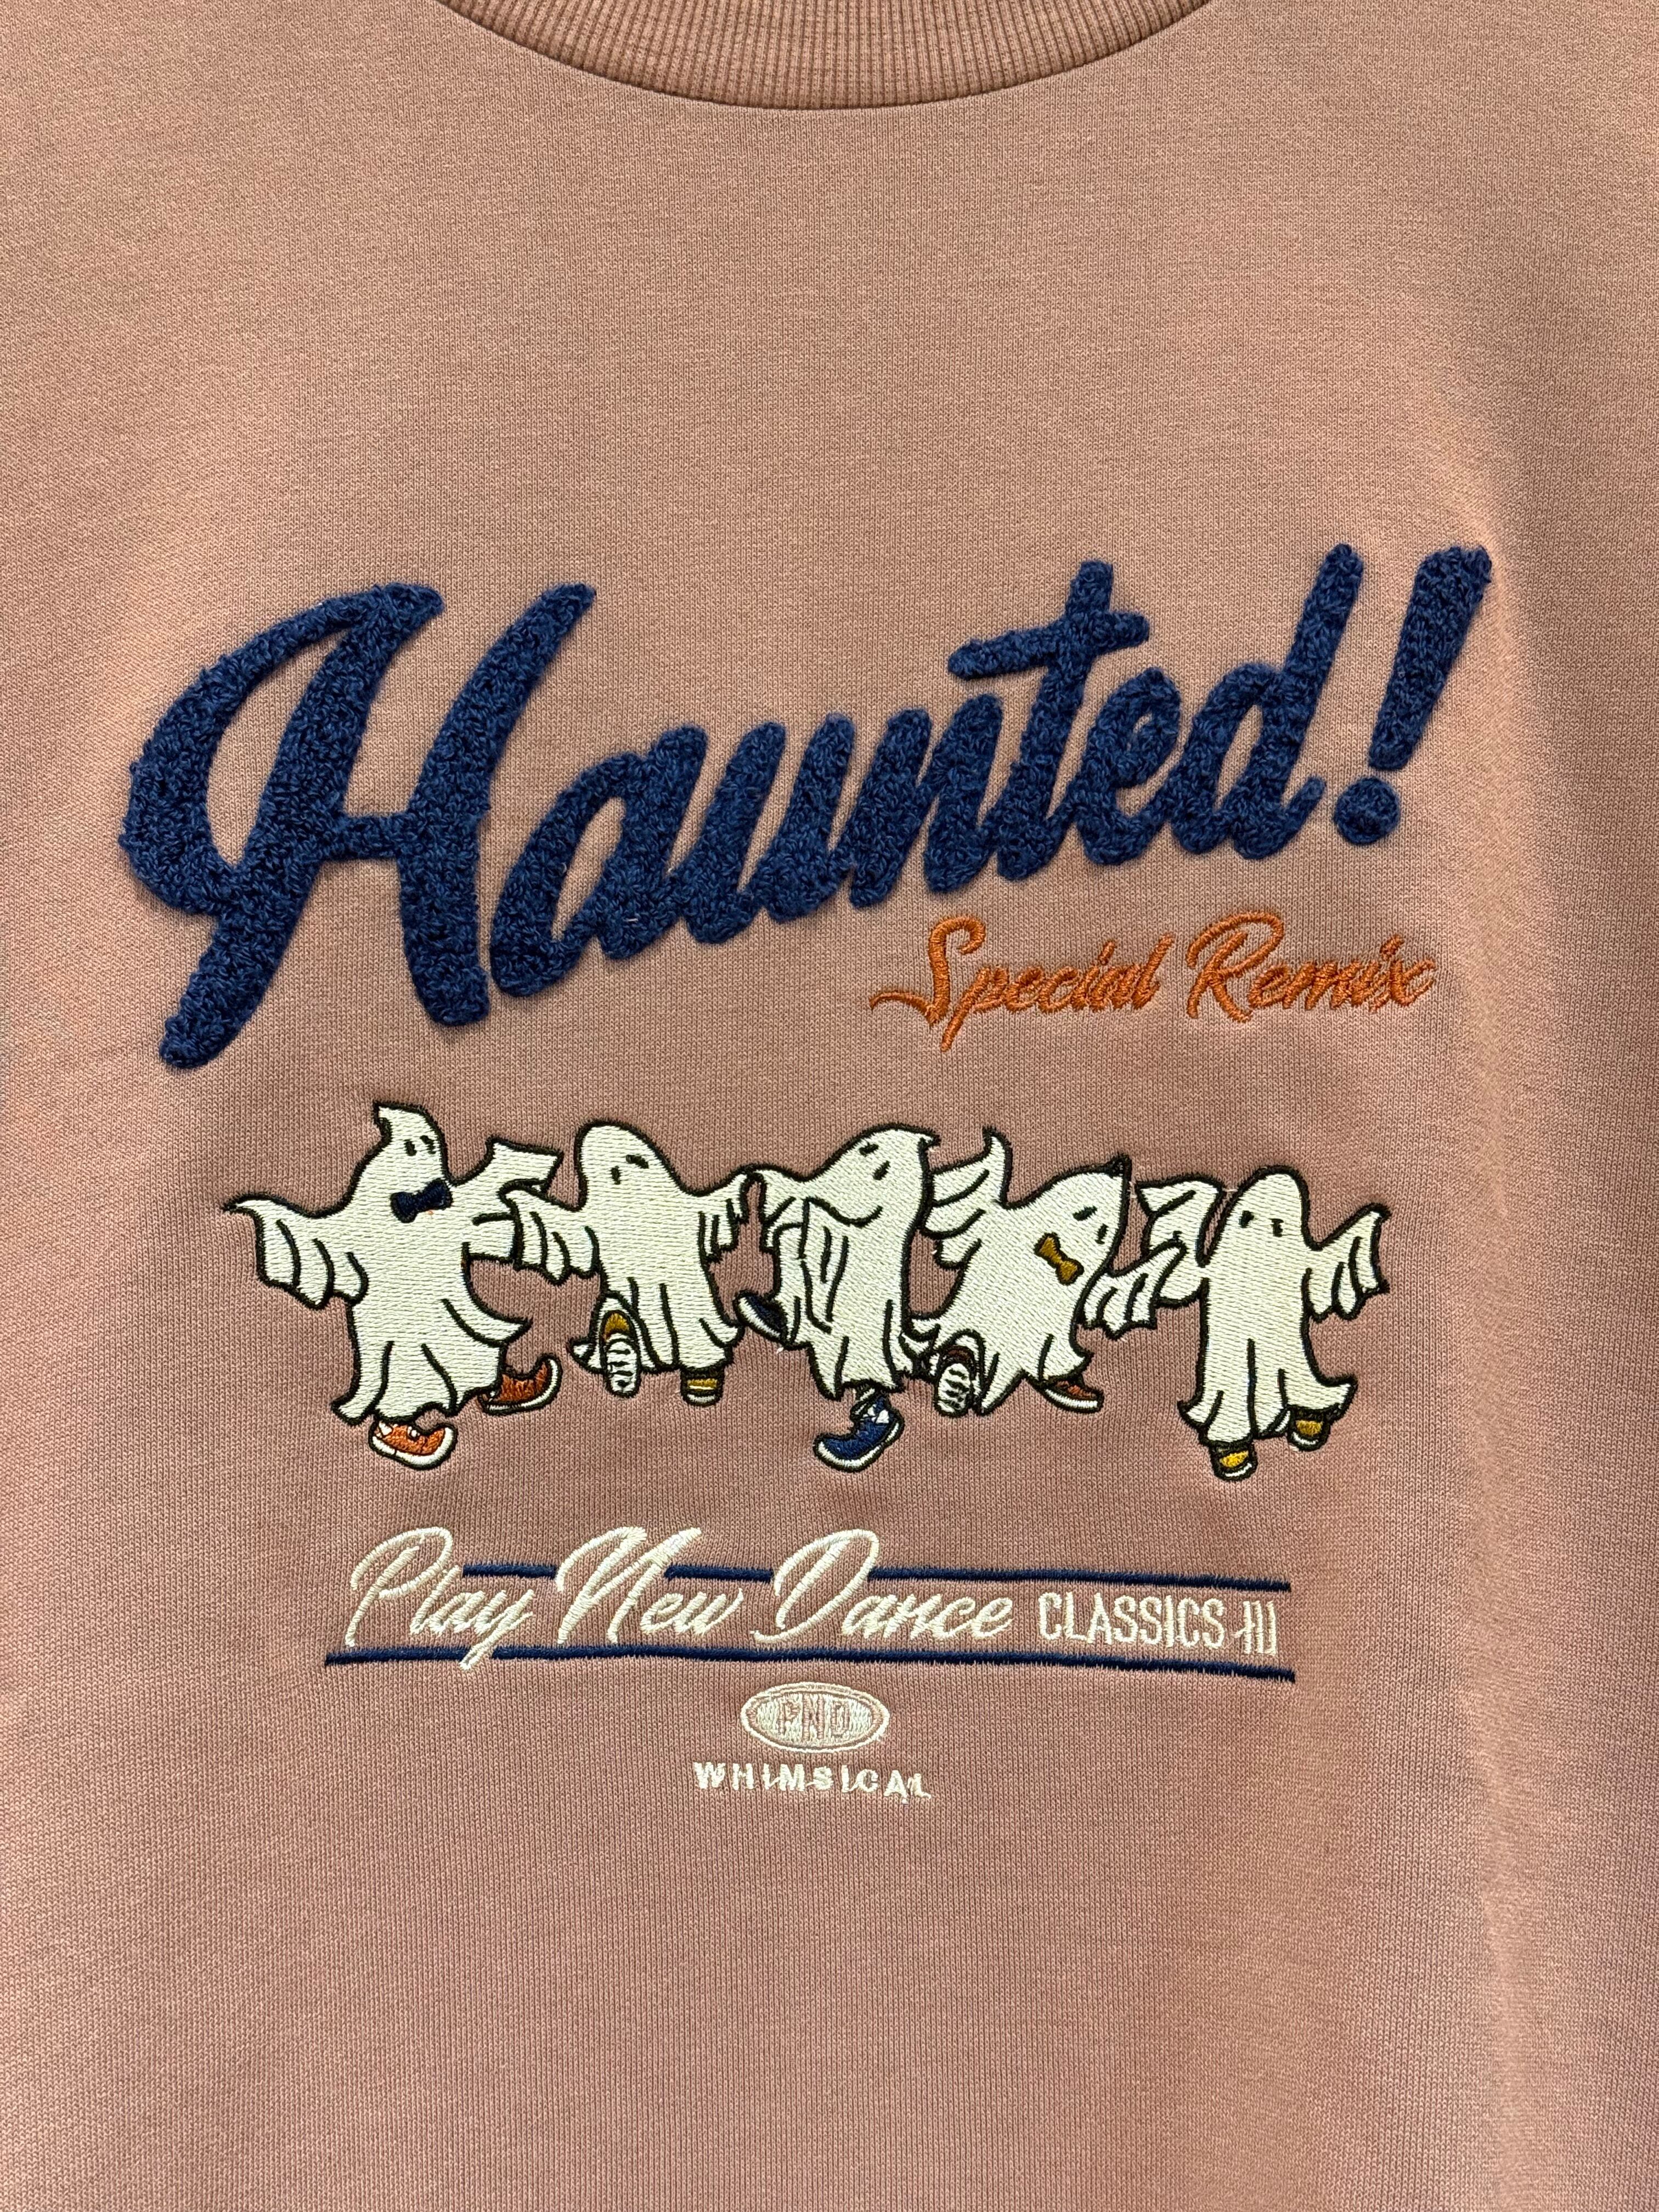 Haunted!
Special Remix
Play New Dance CLASSICS III
PND
WHIMSICAL